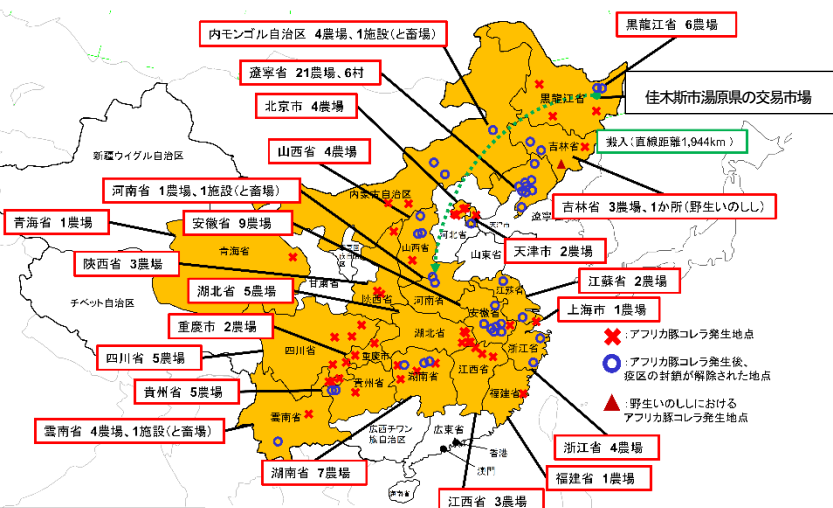 内モンゴル自治区 4農場、1施設(と畜場)
黒龍江省 6農場
遼寧省 21農場、6村
佳木斯市湯原県の交易市場
北京市 4農場
黒龍江省
搬入(直線距離1,944km )
山西省 4農場
吉林省
新疆ウイグル自治区
河南省 1農場、1施設(と畜場)
内蒙古自治区
吉林省 3農場、1か所(野生いのしし)
青海省 1農場
安徽省 9農場
遼寧
天津市
河北省
山西省
山東省
天津市 2農場
青海省
陝西省 3農場
甘粛省
江蘇省 2農場
チベット自治区
湖北省 5農場
陝西省
河南省
江蘇省
安徽省
上海市 1農場
重慶市 2農場
湖北省
:アフリカ豚コレラ発生地点
四川省
重慶市
浙江省
:アフリカ豚コレラ発生後、
疫区の封鎖が解除された地点
四川省 5農場
貴州省
湖南省
江西省
貴州省 5農場
福建省
:野生いのししにおける
アフリカ豚コレラ発生地点
雲南省
広西チワン
族自治区
広東省
雲南省 4農場、1施設(と畜場)
香港
浙江省 4農場
湖南省 7農場
澳門
福建省 1農場
海南省
江西省 3農場